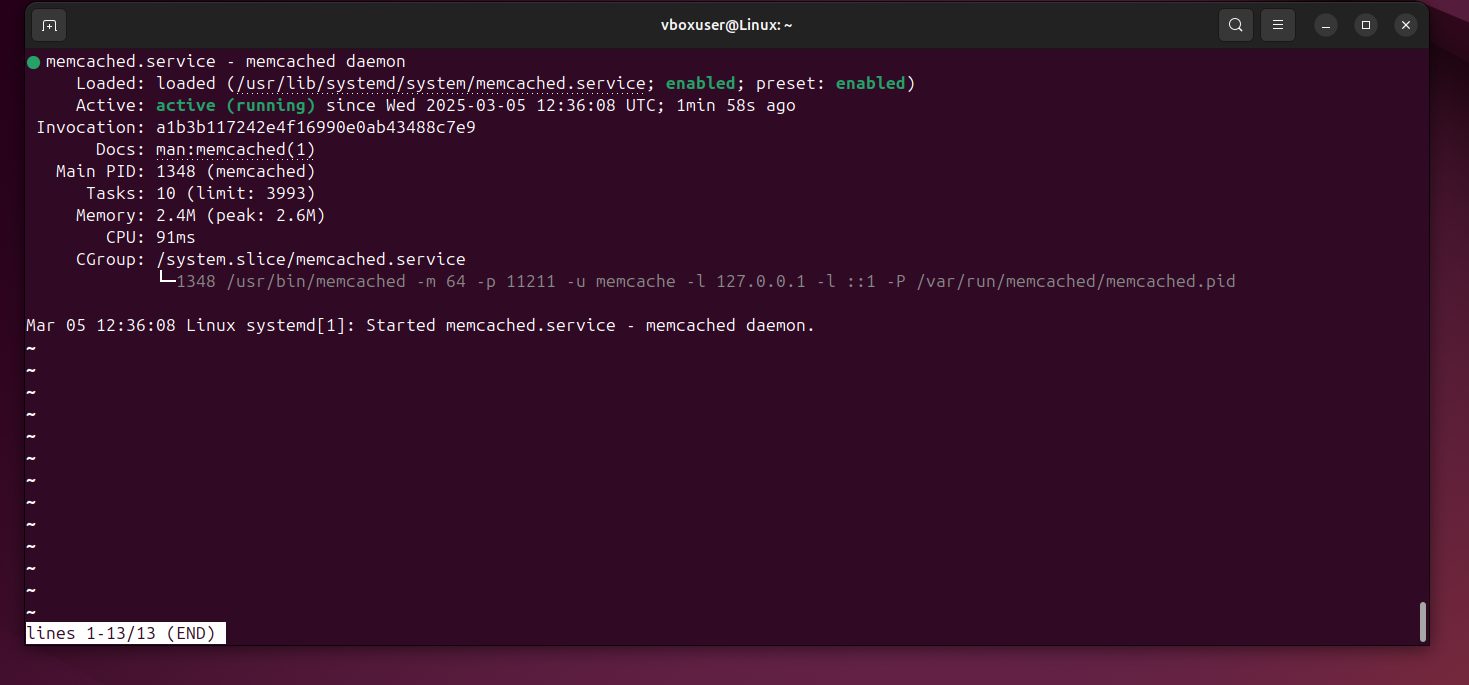 vboxuser@Linux: ~
memcached.service - memcached daemon
Loaded: loaded (/usr/lib/systemd/system/memcached.service; enabled; preset: enabled)
Active: active (running) since Wed 2025-03-05 12:36:08 UTC; 1min 58s ago
Invocation: a1b3b117242e4f16990e0ab43488c7e9
Docs: man:memcached(1)
Main PID: 1348 (memcached)
Tasks: 10 (limit: 3993)
Memory: 2.4M (peak: 2.6M)
CPU: 91ms
CGroup: /system.slice/memcached.service
└─1348 /usr/bin/memcached -m 64 -p 11211 -u memcache -l 127.0.0.1 -l ::1 -P /var/run/memcached/memcached.pid
Mar 05 12:36:08 Linux systemd[1]: Started memcached.service - memcached daemon.
~
~
~
~
~
~
~
~
~
~
~
~
~
lines 1-13/13 (END)